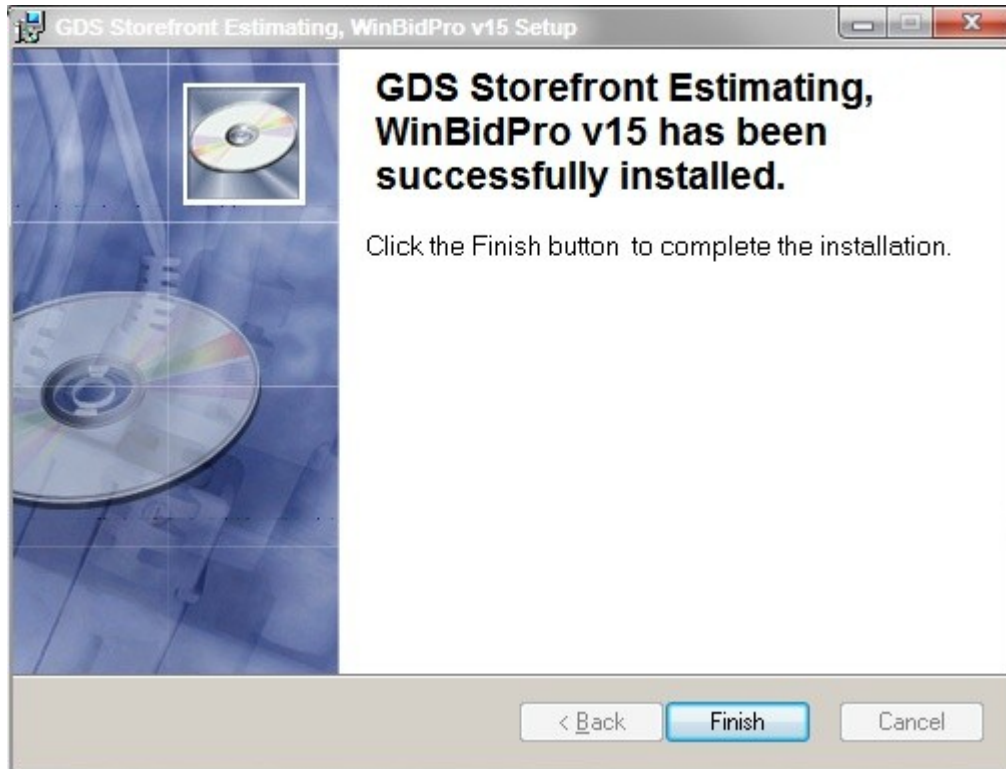 GDS Storefront Estimating, WinBidPro v15 Setup
GDS Storefront Estimating,
WinBidPro v15 has been
successfully installed.
Click the Finish button to complete the installation.
< Back
Finish
Cancel